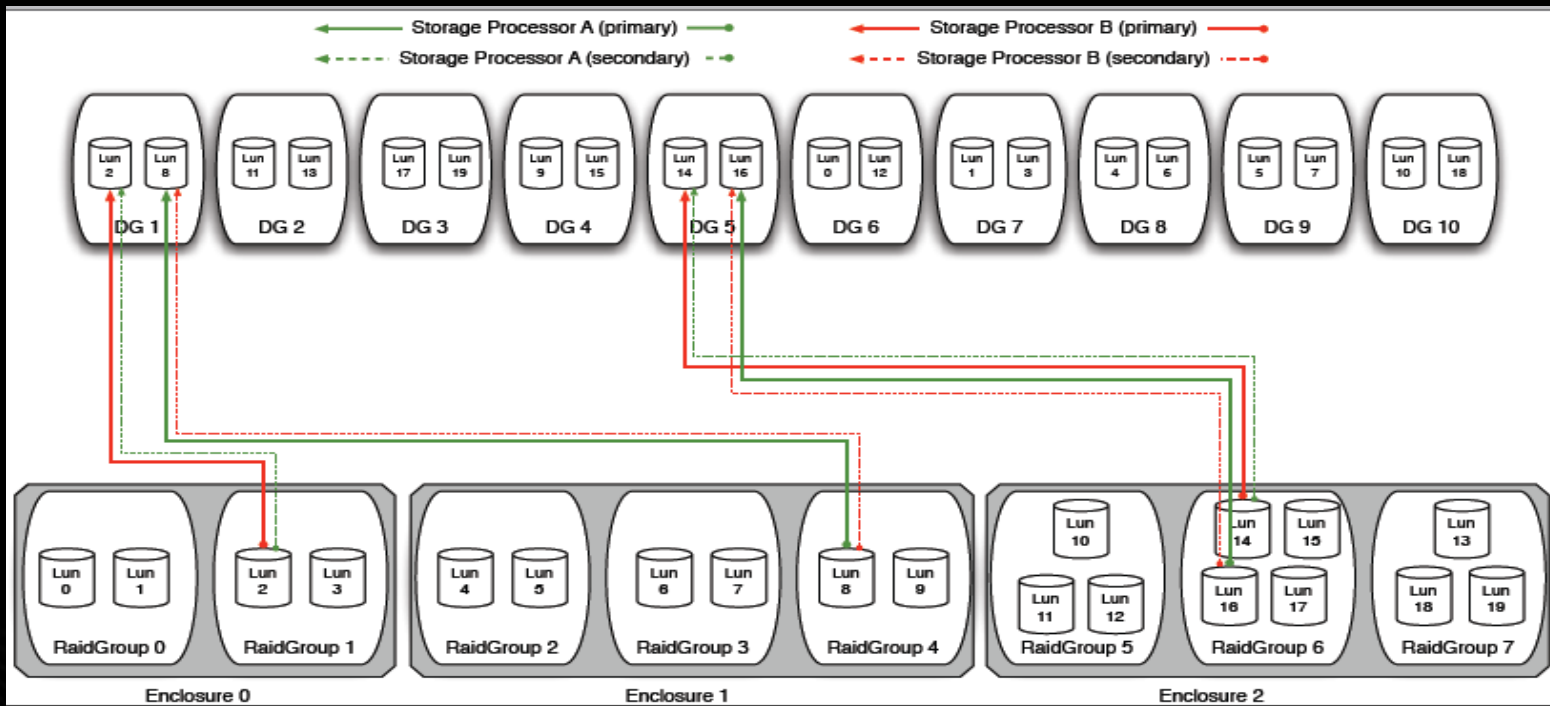 Storage Processor A (primary)
Storage Processor B (primary)
Storage Processor A (secondary)
Storage Processor B (secondary)
Lun 2
Lun 8
DG 1
Lun 11
Lun 13
DG 2
Lun 17
Lun 19
DG 3
Lun 9
Lun 15
DG 4
Lun 14
Lun 16
DG 5
Lun 0
Lun 12
DG 6
Lun 1
Lun 3
DG 7
Lun 4
Lun 6
DG 8
Lun 5
Lun 7
DG 9
Lun 10
Lun 18
DG 10
Lun 0
Lun 1
RaidGroup 0
Lun 2
Lun 3
RaidGroup 1
Enclosure 0
Lun 4
Lun 5
RaidGroup 2
Lun 6
Lun 7
RaidGroup 3
Lun 8
Lun 9
RaidGroup 4
Enclosure 1
Lun 10
Lun 11
Lun 12
RaidGroup 5
Lun 14
Lun 15
Lun 16
Lun 17
RaidGroup 6
Lun 13
Lun 18
Lun 19
RaidGroup 7
Enclosure 2